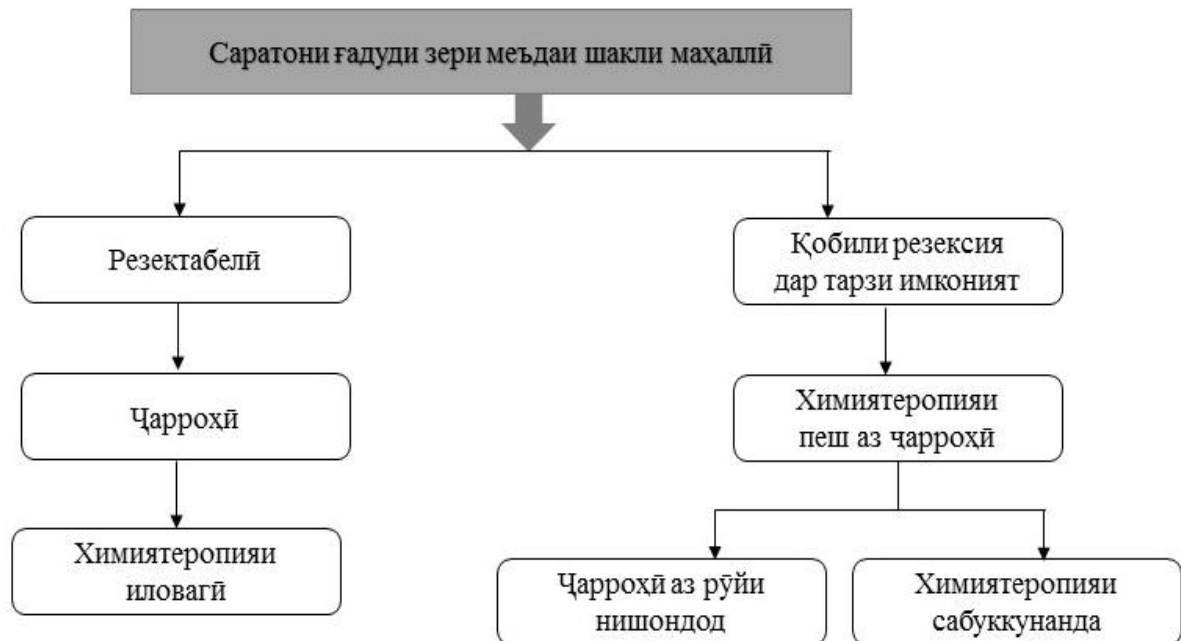 Саратони ғадуди зери меъдаи шакли маҳаллӣ
Резектабелӣ
Қобили резексия
дар тарзи имконият
Ҷарроҳӣ
Химиятеропияи
пеш аз ҷарроҳӣ
Химиятеропияи
иловагӣ
Ҷарроҳӣ аз рӯйи
нишондод
Химиятеропияи
сабуккунанда